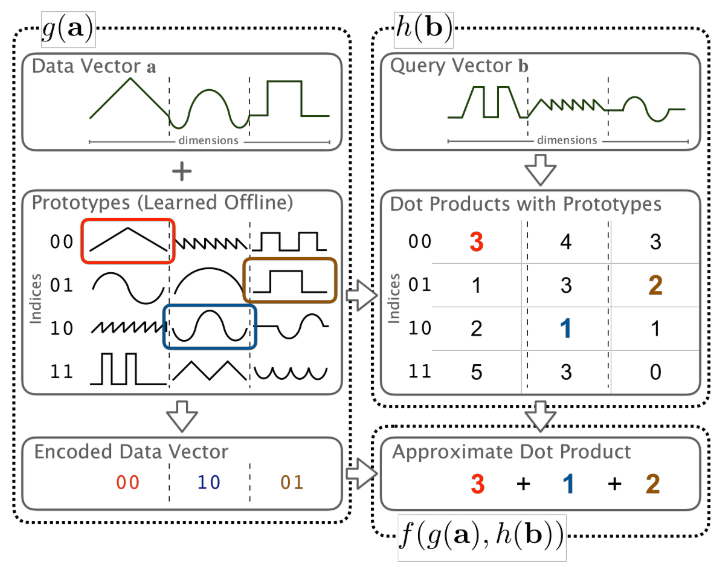 g(a)
Data Vector a
dimensions
+
Prototypes (Learned Offline)
Indices
00
01
10
11
Encoded Data Vector
00 10 01
h(b)
Query Vector b
dimensions
Dot Products with Prototypes
Indices
00 3 4 3
01 1 3 2
10 2 1 1
11 5 3 0
Approximate Dot Product
3 + 1 + 2
f(g(a), h(b))